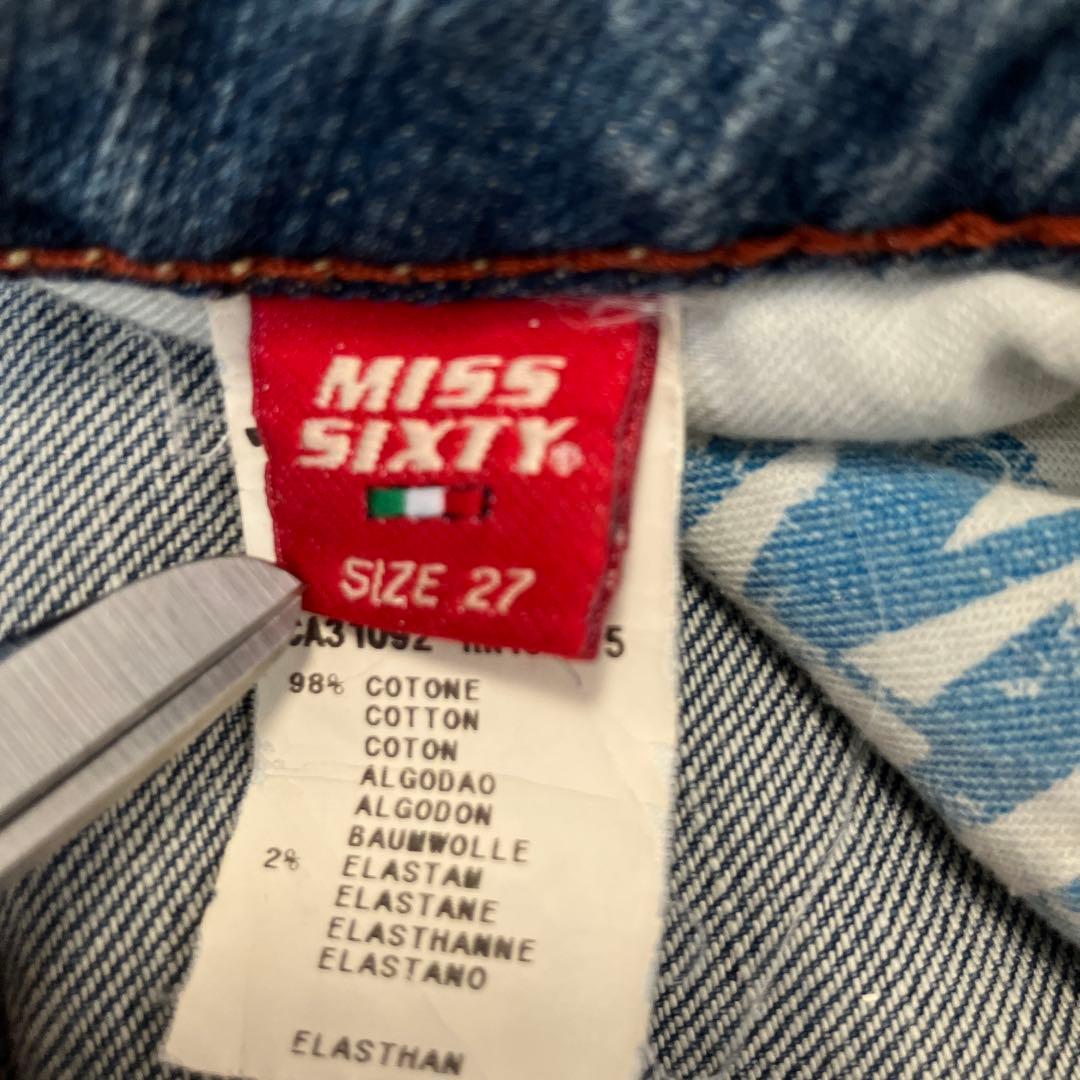 MISS
SIXTY®
SIZE 27
98% COTONE
COTTON
COTON
ALGODAO
ALGODON
BAUMWOLLE
2% ELASTAM
ELASTANE
ELASTHANNE
ELASTANO
ELASTHAN